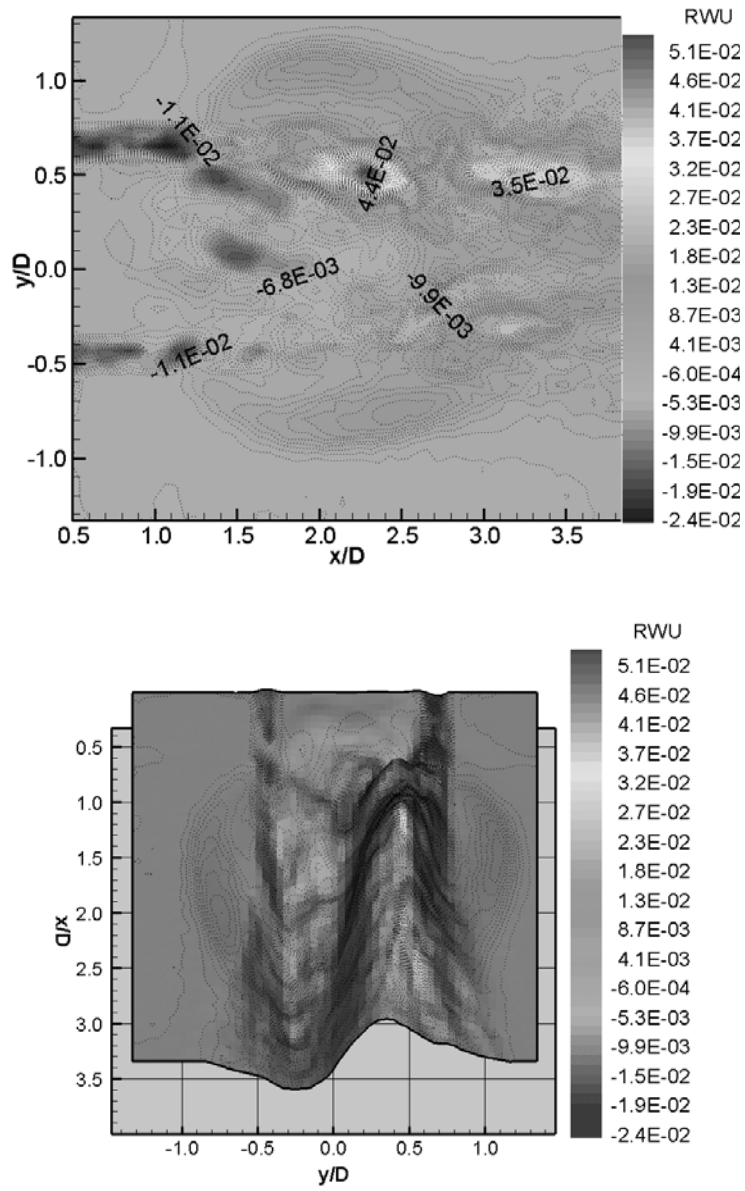 RWU
5.1E-02
4.6E-02
4.1E-02
3.7E-02
3.2E-02
2.7E-02
2.3E-02
1.8E-02
1.3E-02
8.7E-03
4.1E-03
-6.0E-04
-5.3E-03
-9.9E-03
-1.5E-02
-1.9E-02
-2.4E-02
1.0
0.5
0.0
-0.5
-1.0
y/D
-1.1E-02
4.4E-02
3.5E-02
-6.8E-03
-9.9E-03
-1.1E-02
0.5 1.0 1.5 2.0 2.5 3.0 3.5
x/D
RWU
5.1E-02
4.6E-02
4.1E-02
3.7E-02
3.2E-02
2.7E-02
2.3E-02
1.8E-02
1.3E-02
8.7E-03
4.1E-03
-6.0E-04
-5.3E-03
-9.9E-03
-1.5E-02
-1.9E-02
-2.4E-02
0.5
1.0
1.5
2.0
2.5
3.0
3.5
x/D
-1.0 -0.5 0.0 0.5 1.0
y/D